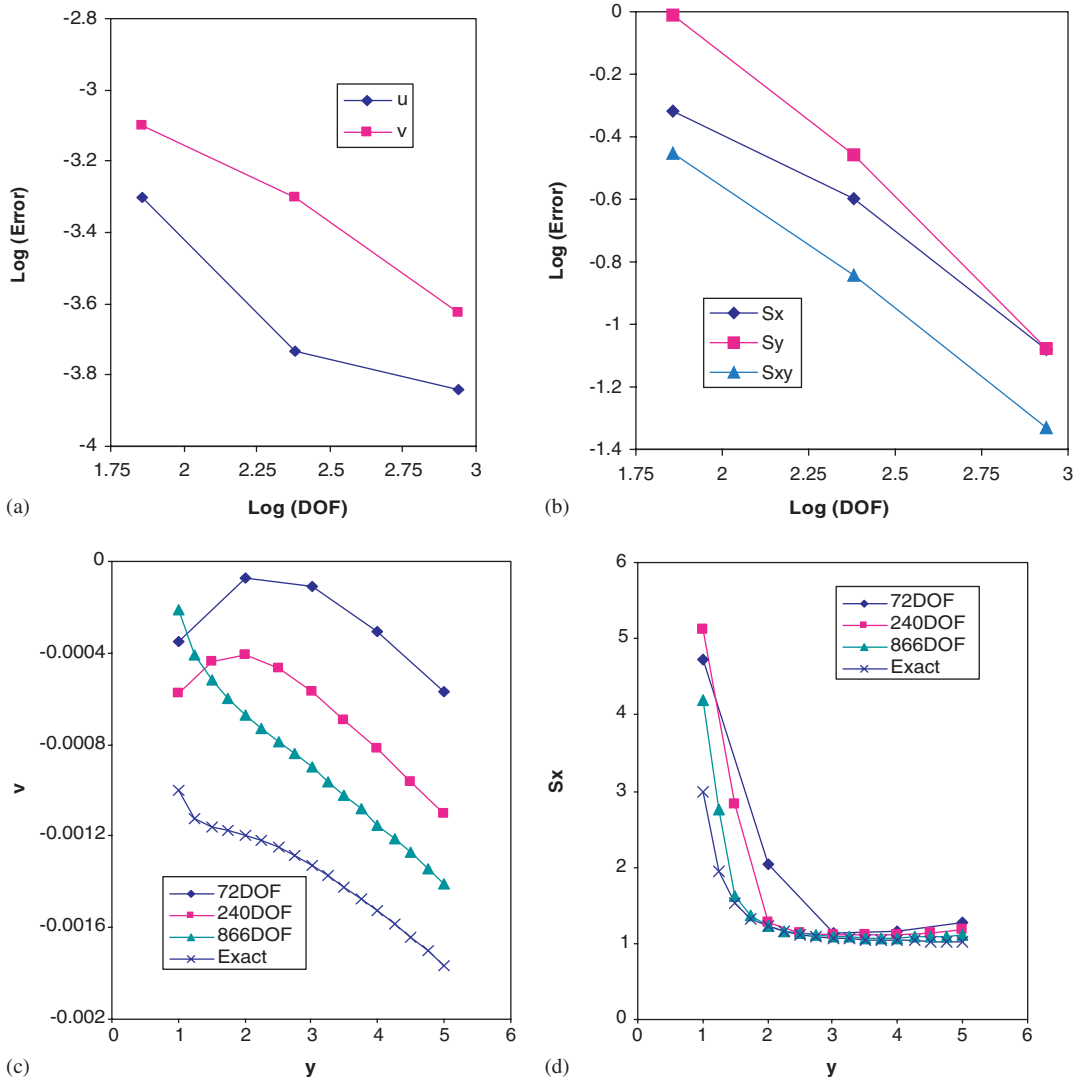 -2.8
-3
-3.2
-3.4
-3.6
-3.8
-4
Log (Error)
u
v
1.75
2
2.25
2.5
2.75
3
Log (DOF)
(a)
0
-0.2
-0.4
-0.6
-0.8
-1
-1.2
-1.4
Log (Error)
Sx
Sy
Sxy
1.75
2
2.25
2.5
2.75
3
Log (DOF)
(b)
0
-0.0004
-0.0008
-0.0012
-0.0016
-0.002
v
72DOF
240DOF
866DOF
Exact
0
1
2
3
4
5
6
y
(c)
6
5
4
3
2
1
0
Sx
72DOF
240DOF
866DOF
Exact
0
1
2
3
4
5
6
y
(d)